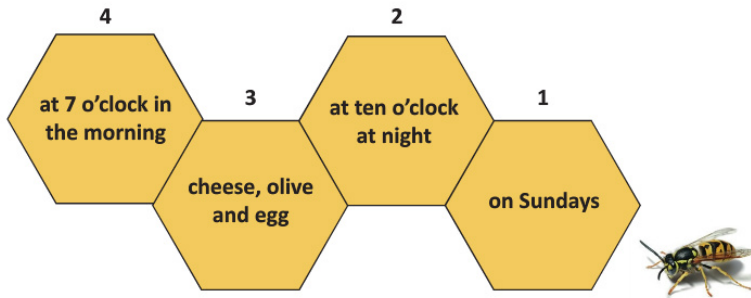 4
at 7 o’clock in
the morning
3
cheese, olive
and egg
2
at ten o’clock
at night
1
on Sundays